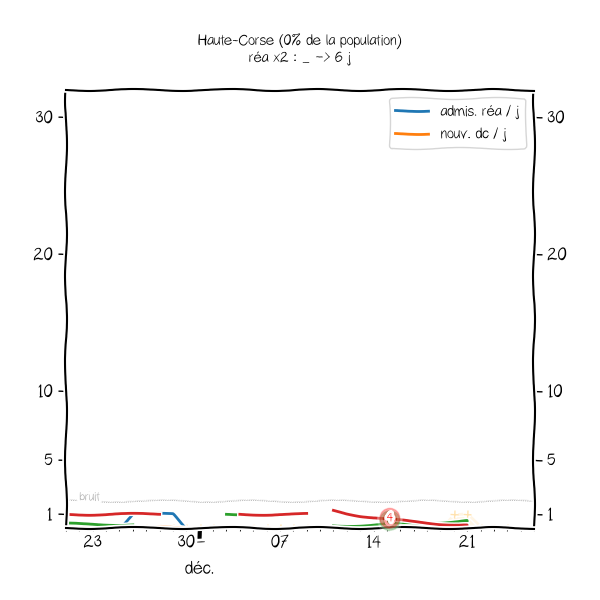 Haute-Corse (0% de la population)
réa x2 : _ -> 6 j
admis. réa / j
nouv. dc / j
30
30
20
20
10
10
5
5
bruit
1
1
4
23
30
07
14
21
déc.